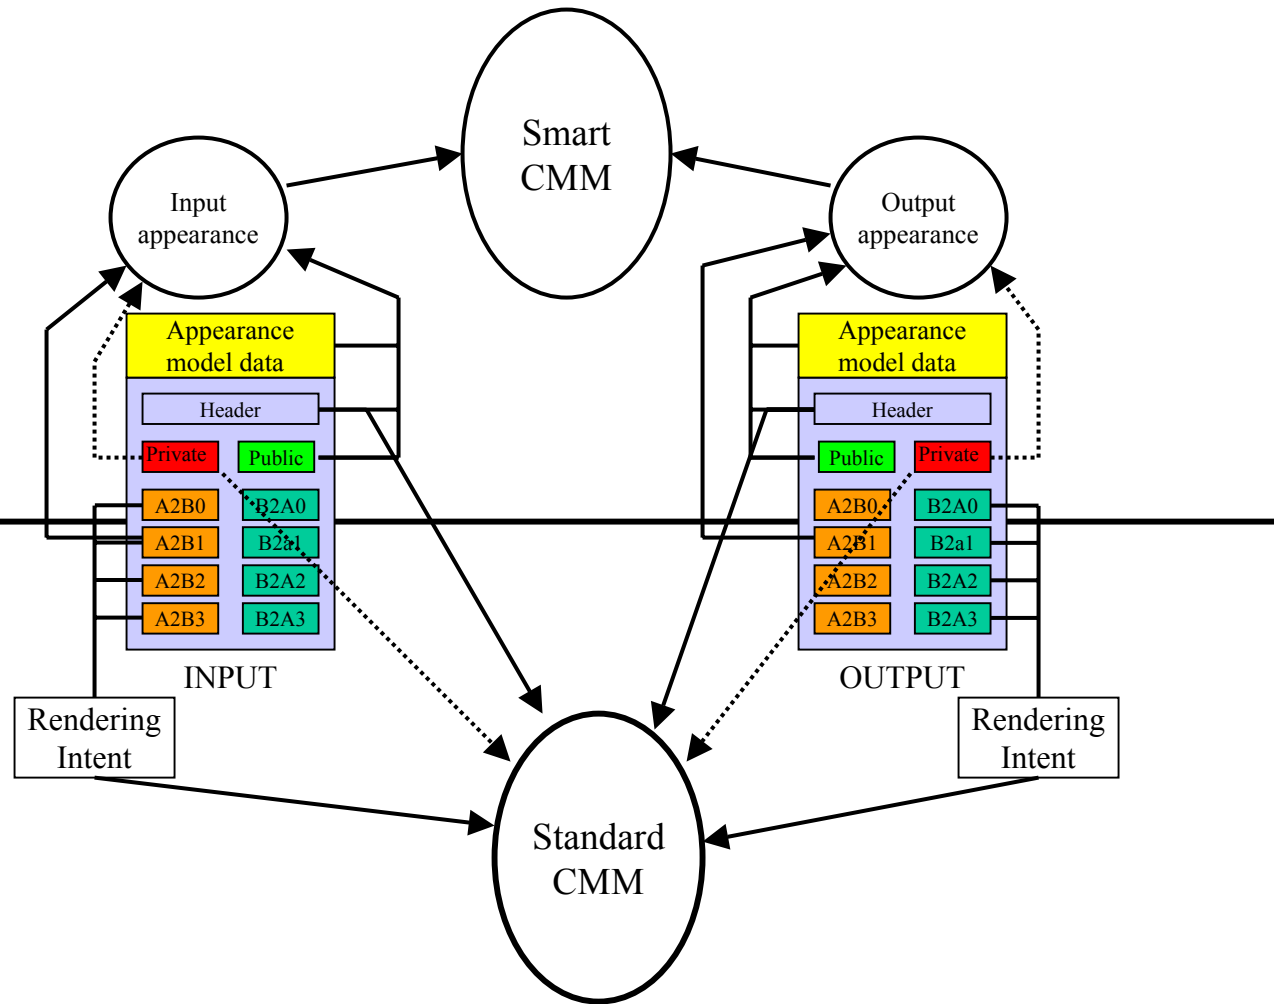 Smart
CMM
Input
appearance
Output
appearance
Appearance
model data
Header
Private
Public
A2B0
B2A0
A2B1
B2a1
A2B2
B2A2
A2B3
B2A3
INPUT
Appearance
model data
Header
Public
Private
A2B0
B2A0
A2B1
B2a1
A2B2
B2A2
A2B3
B2A3
OUTPUT
Rendering
Intent
Rendering
Intent
Standard
CMM